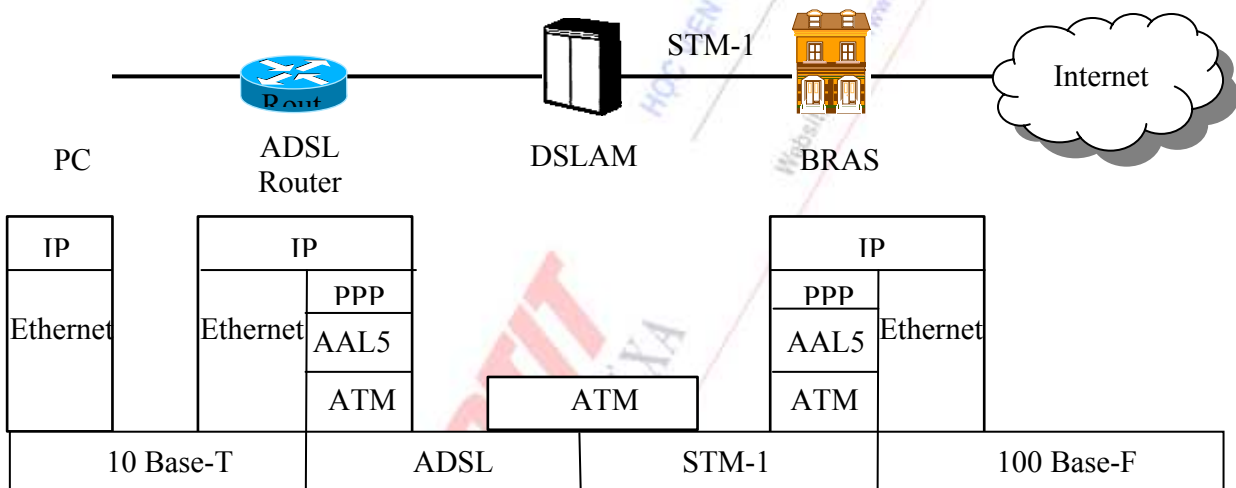 STM-1
Internet
Rout
PC
ADSL
Router
DSLAM
BRAS
IP
IP
IP
PPP
PPP
Ethernet
Ethernet
AAL5
AAL5
Ethernet
ATM
ATM
ATM
10 Base-T
ADSL
STM-1
100 Base-F
HỌC